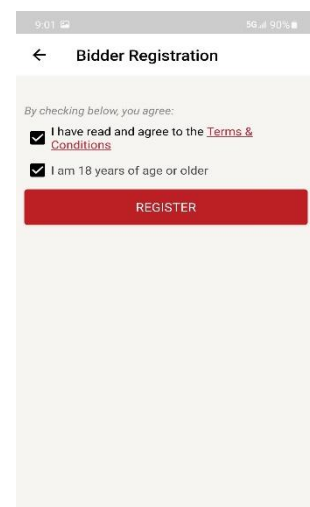 9:01 5G 90%
Bidder Registration
By checking below, you agree:
I have read and agree to the Terms &
Conditions
I am 18 years of age or older
REGISTER